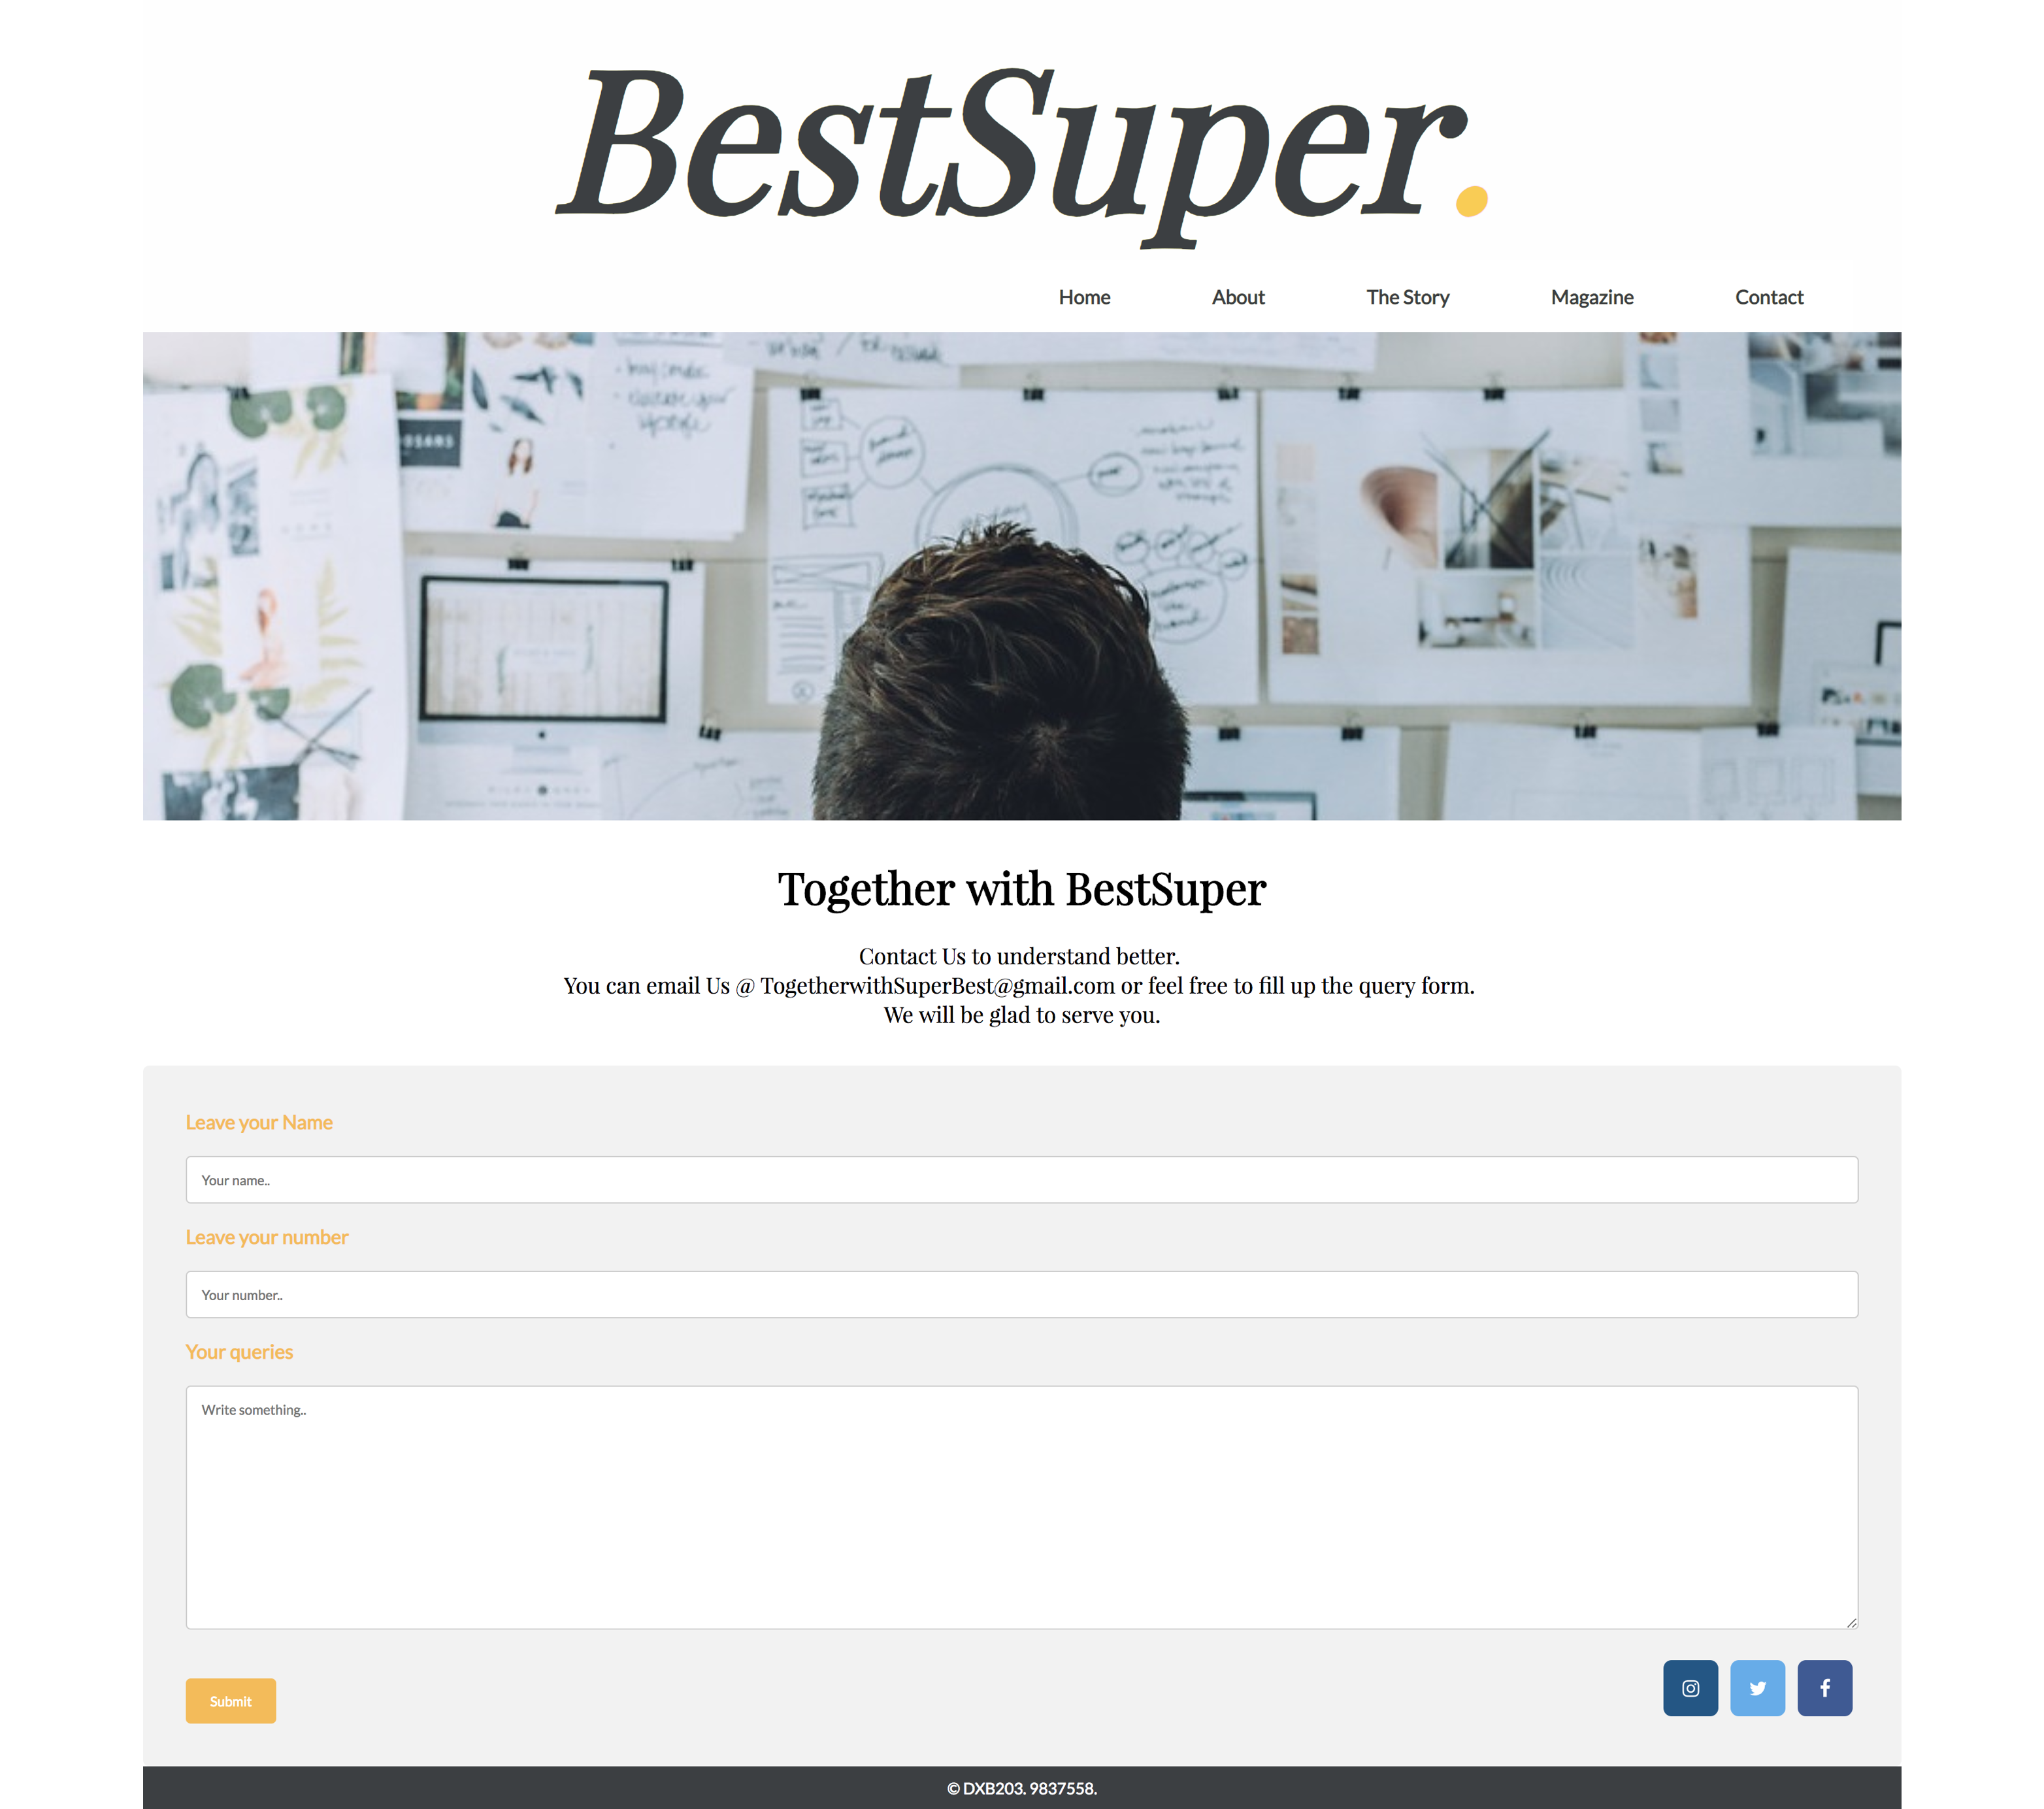 BestSuper.
Home About The Story Magazine Contact
Together with BestSuper
Contact Us to understand better.
You can email Us @ TogetherwithSuperBest@gmail.com or feel free to fill up the query form.
We will be glad to serve you.
Leave your Name
Your name..
Leave your number
Your number..
Your queries
Write something..
Submit
© DXB203. 9837558.